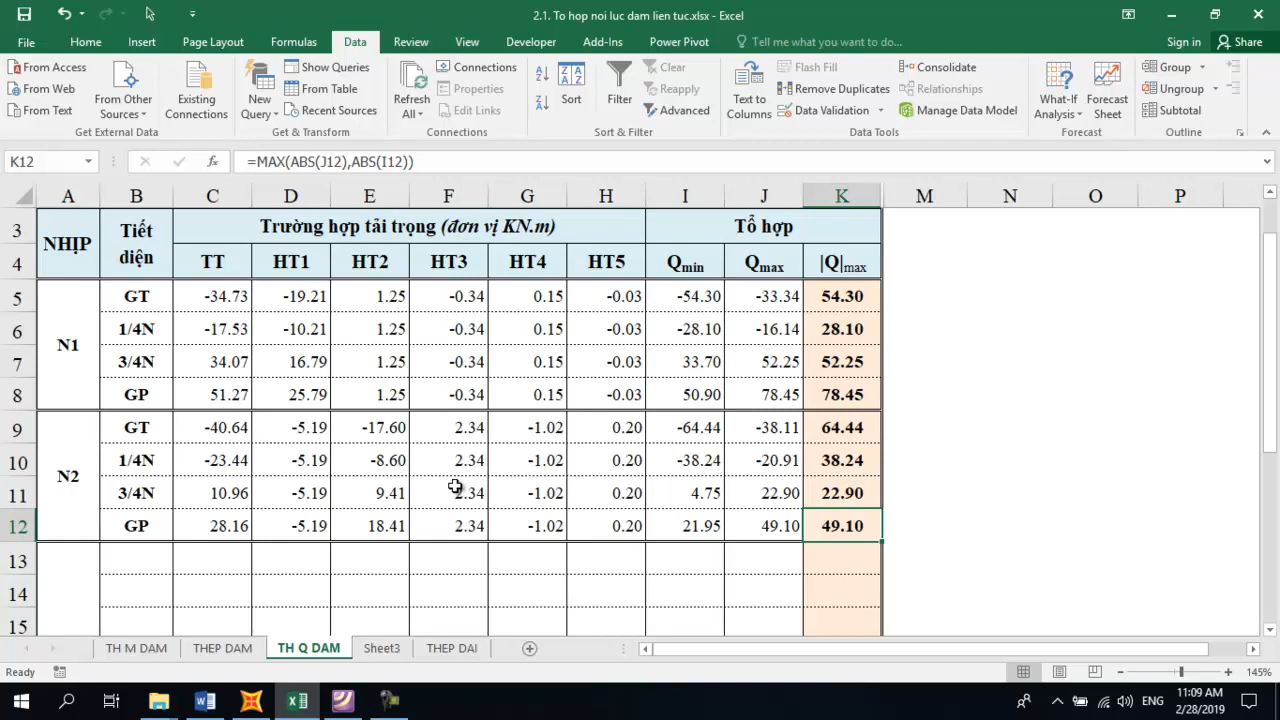 2.1. To hop noi luc dam lien tuc.xlsx - Excel
File Home Insert Page Layout Formulas Data Review View Developer Add-Ins Power Pivot Tell me what you want to do... Sign in Share
From Access
From Web
From Text
From Other Sources
Existing Connections
Get External Data
New Query
Show Queries
From Table
Recent Sources
Get & Transform
Refresh All
Connections
Properties
Edit Links
Connections
Sort
Filter
Clear
Reapply
Advanced
Sort & Filter
Text to Columns
Flash Fill
Remove Duplicates
Data Validation
Consolidate
Relationships
Manage Data Model
Data Tools
What-If Analysis
Forecast Sheet
Forecast
Group
Ungroup
Subtotal
Outline
K12 fx =MAX(ABS(J12),ABS(I12))
A B C D E F G H I J K M N O P
3 NHỊP Tiết diện Trường hợp tải trọng (đơn vị KN.m) Tổ hợp
4 TT HT1 HT2 HT3 HT4 HT5 Qmin Qmax |Q|max
5 GT -34.73 -19.21 1.25 -0.34 0.15 -0.03 -54.30 -33.34 54.30
6 N1 1/4N -17.53 -10.21 1.25 -0.34 0.15 -0.03 -28.10 -16.14 28.10
7 3/4N 34.07 16.79 1.25 -0.34 0.15 -0.03 33.70 52.25 52.25
8 GP 51.27 25.79 1.25 -0.34 0.15 -0.03 50.90 78.45 78.45
9 GT -40.64 -5.19 -17.60 2.34 -1.02 0.20 -64.44 -38.11 64.44
10 N2 1/4N -23.44 -5.19 -8.60 2.34 -1.02 0.20 -38.24 -20.91 38.24
11 3/4N 10.96 -5.19 9.41 2.34 -1.02 0.20 4.75 22.90 22.90
12 GP 28.16 -5.19 18.41 2.34 -1.02 0.20 21.95 49.10 49.10
13
14
15
TH M DAM THEP DAM TH Q DAM Sheet3 THEP DAI
Ready 145%
ENG 11:09 AM
2/28/2019